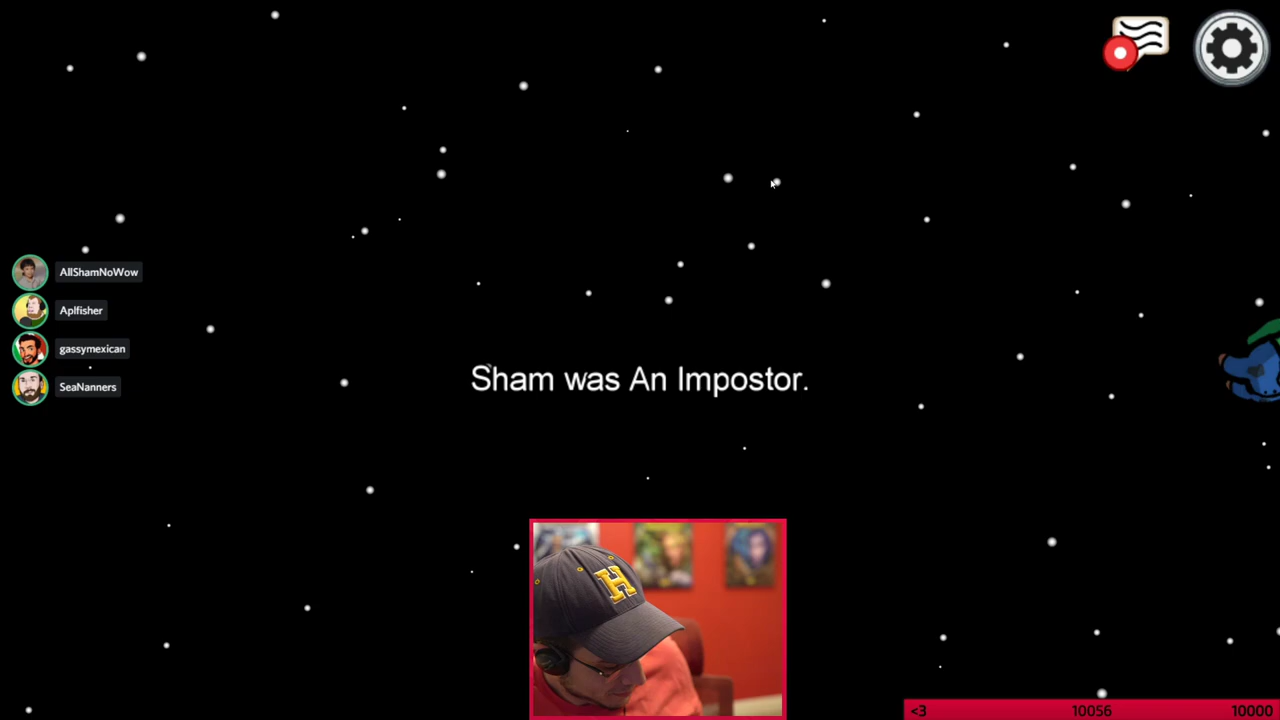 AllShamNoWow
Aplfisher
gassymexican
SeaNanners
Sham was An Impostor.
H
<3 10056 10000